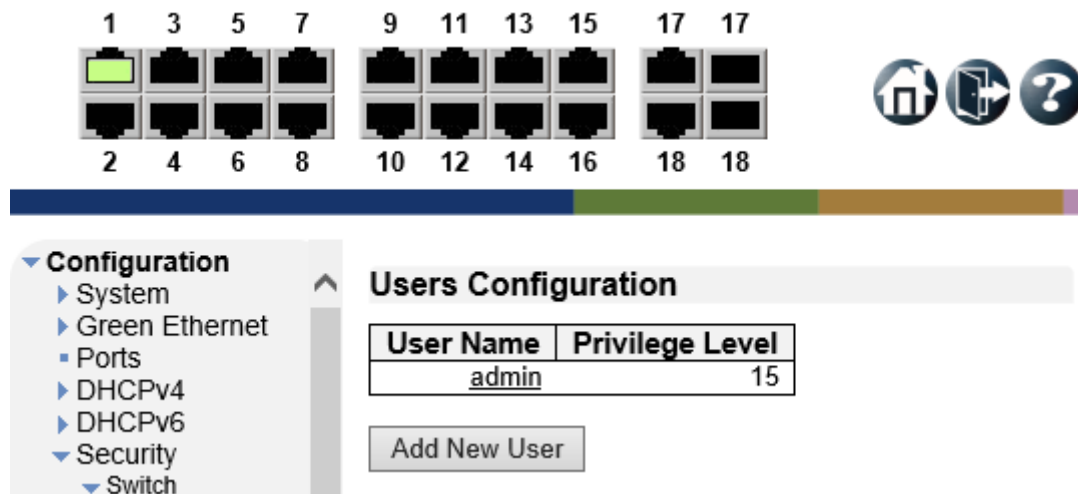 1 3 5 7 9 11 13 15 17 17
2 4 6 8 10 12 14 16 18 18
?
Configuration
System
Green Ethernet
Ports
DHCPv4
DHCPv6
Security
Switch
Users Configuration
User Name Privilege Level
admin 15
Add New User